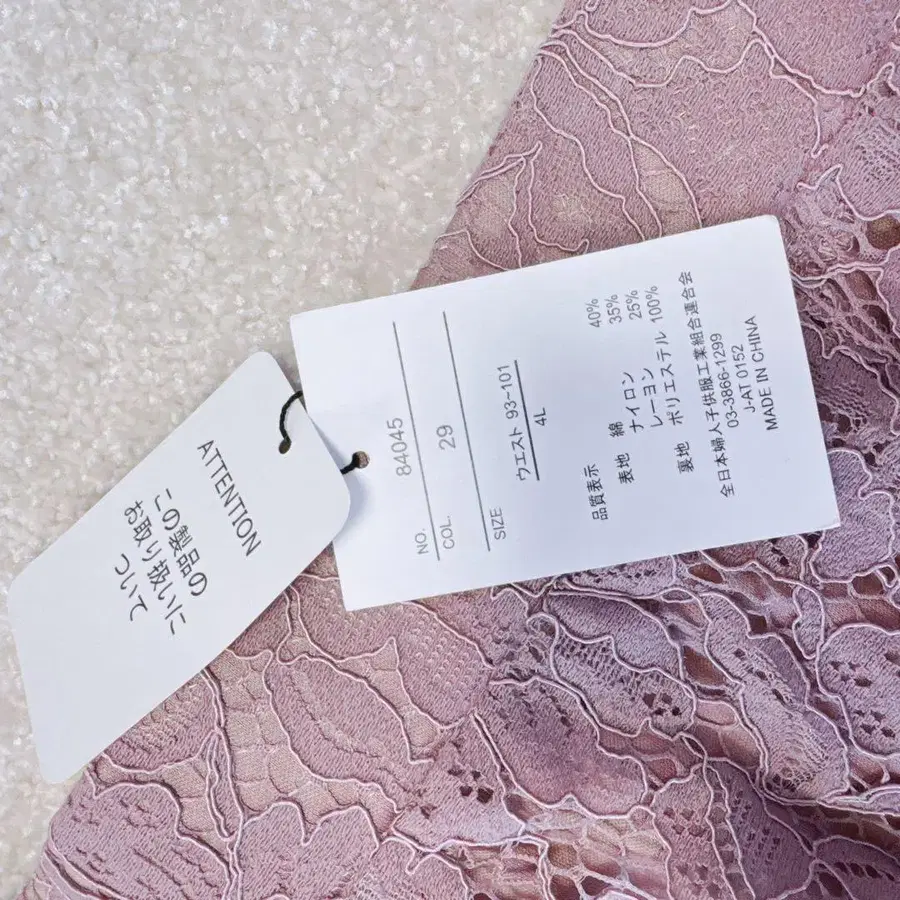 ATTENTION
この製品の
お取り扱いに
ついて
NO. 84045
COL. 29
SIZE ウエスト 93~101
4L
品質表示
表地 綿 40%
ナイロン 35%
レーヨン 25%
裏地 ポリエステル 100%
全日本婦人子供服工業組合連合会
03-3866-1299
J-AT 0152
MADE IN CHINA